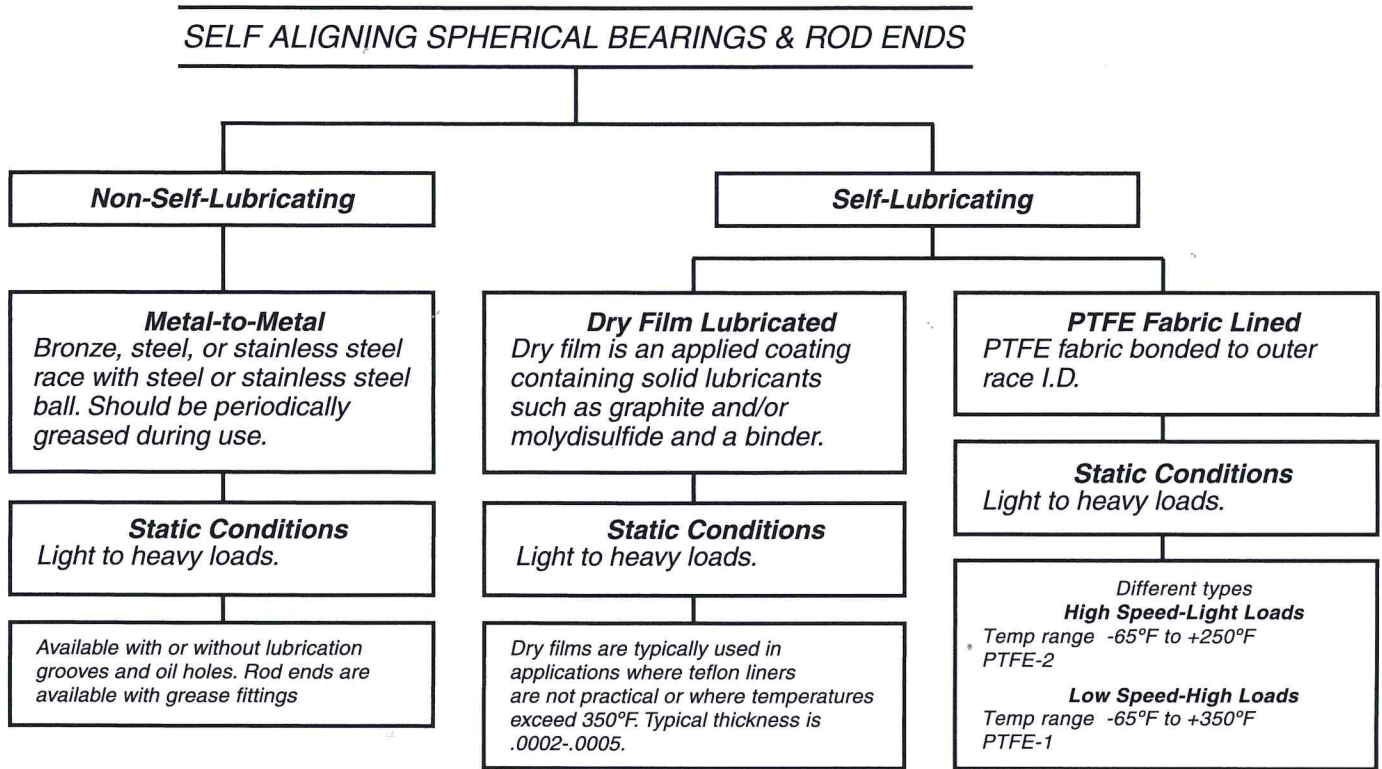 SELF ALIGNING SPHERICAL BEARINGS & ROD ENDS
Non-Self-Lubricating
Metal-to-Metal
Bronze, steel, or stainless steel
race with steel or stainless steel
ball. Should be periodically
greased during use.
Static Conditions
Light to heavy loads.
Available with or without lubrication
grooves and oil holes. Rod ends are
available with grease fittings
Self-Lubricating
Dry Film Lubricated
Dry film is an applied coating
containing solid lubricants
such as graphite and/or
molydisulfide and a binder.
Static Conditions
Light to heavy loads.
Dry films are typically used in
applications where teflon liners
are not practical or where temperatures
exceed 350ºF. Typical thickness is
.0002-.0005.
PTFE Fabric Lined
PTFE fabric bonded to outer
race I.D.
Static Conditions
Light to heavy loads.
Different types
High Speed-Light Loads
Temp range -65ºF to +250ºF
PTFE-2
Low Speed-High Loads
Temp range -65ºF to +350ºF
PTFE-1